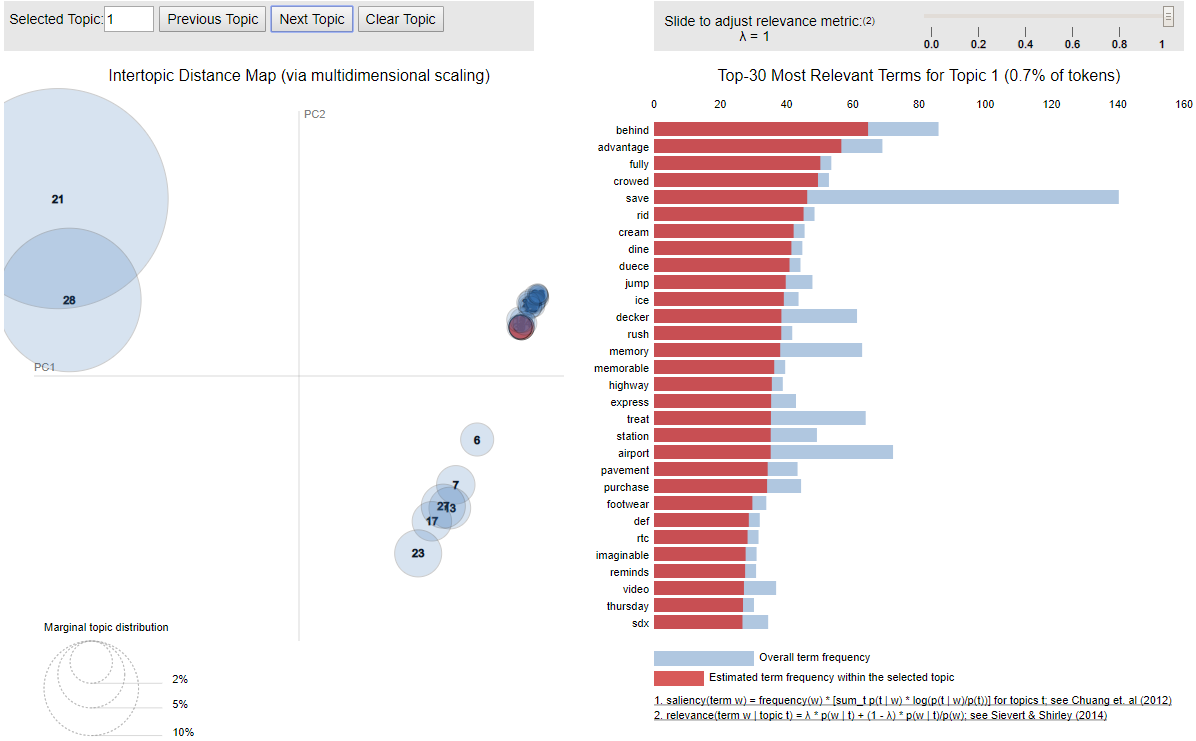 Selected Topic: 1 Previous Topic Next Topic Clear Topic
Slide to adjust relevance metric:(2)
λ = 1
0.0 0.2 0.4 0.6 0.8 1
Intertopic Distance Map (via multidimensional scaling)
PC2
PC1
21
28
6
7
27
13
17
23
Marginal topic distribution
2%
5%
10%
Top-30 Most Relevant Terms for Topic 1 (0.7% of tokens)
0 20 40 60 80 100 120 140 160
behind
advantage
fully
crowed
save
rid
cream
dine
duece
jump
ice
decker
rush
memory
memorable
highway
express
treat
station
airport
pavement
purchase
footwear
def
rtc
imaginable
reminds
video
thursday
sdx
Overall term frequency
Estimated term frequency within the selected topic
1. saliency(term w) = frequency(w) * [sum_t p(t | w) * log(p(t | w)/p(t))] for topics t; see Chuang et. al (2012)
2. relevance(term w | topic t) = λ * p(w | t) + (1 - λ) * p(w | t)/p(w); see Sievert & Shirley (2014)